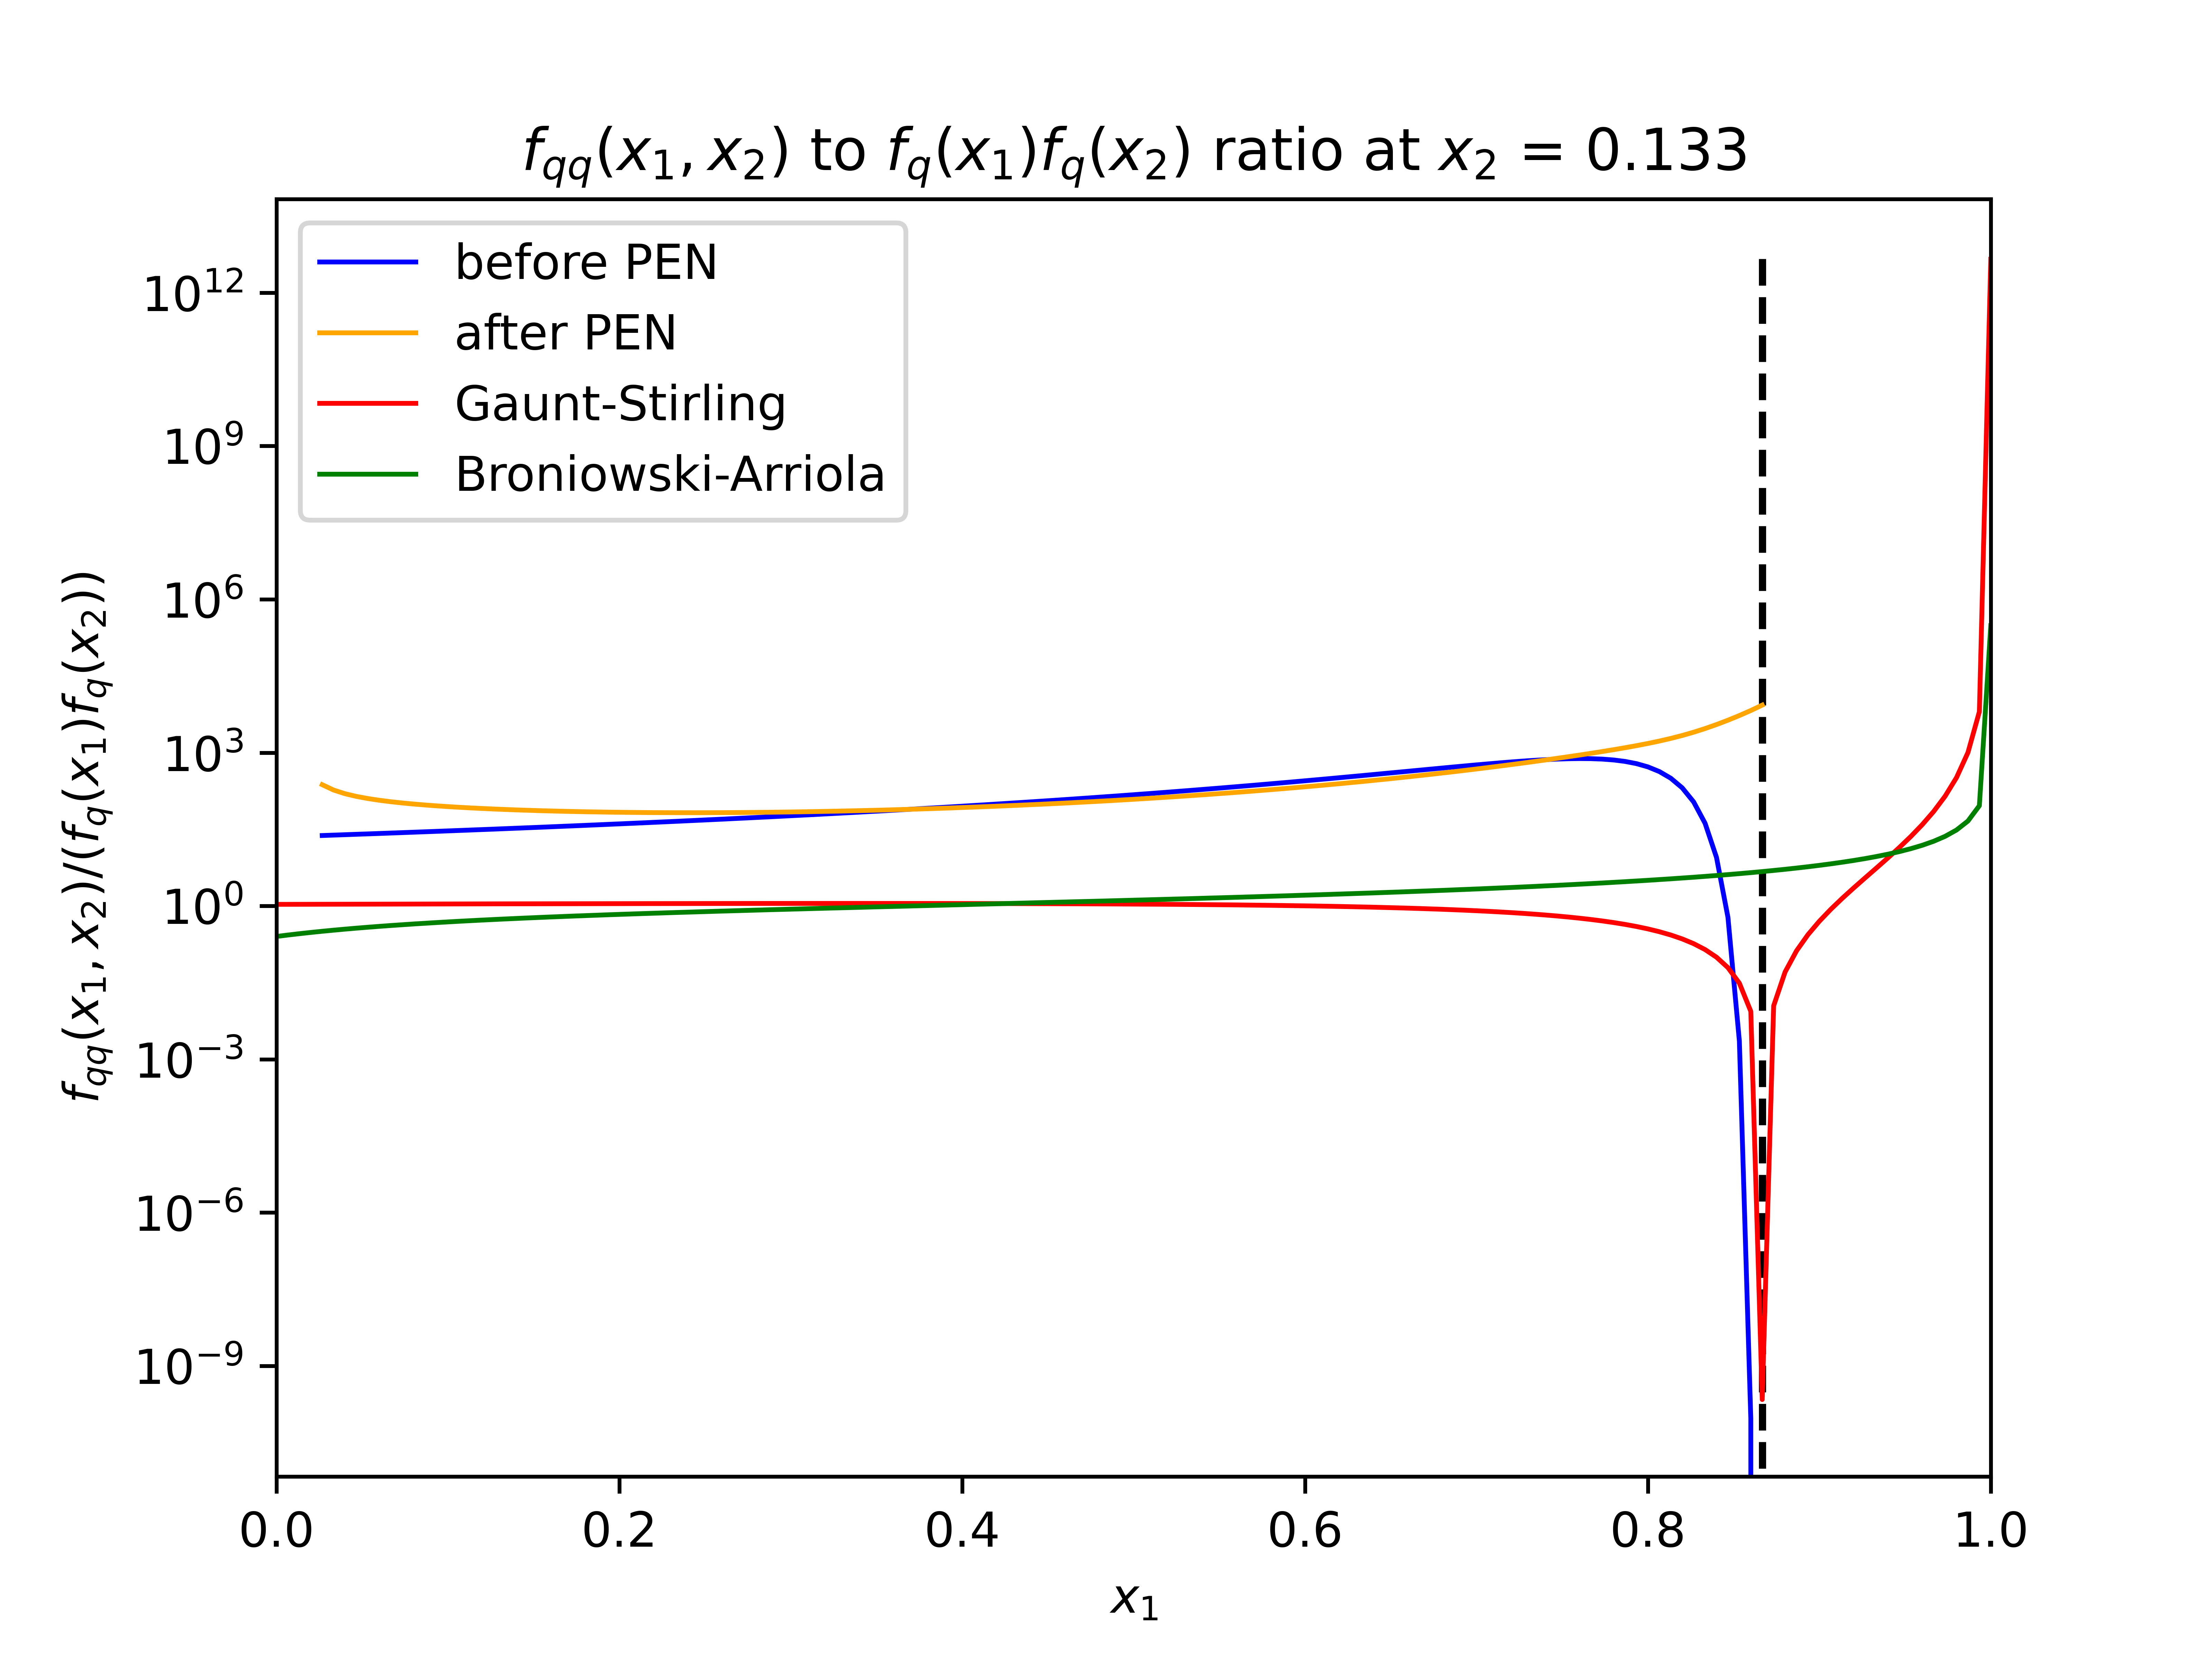 f_qq(x_1, x_2) to f_q(x_1)f_q(x_2) ratio at x_2 = 0.133
before PEN
after PEN
Gaunt-Stirling
Broniowski-Arriola
f_qq(x_1, x_2)/(f_q(x_1)f_q(x_2))
10^12
10^9
10^6
10^3
10^0
10^−3
10^−6
10^−9
0.0 0.2 0.4 0.6 0.8 1.0
x_1